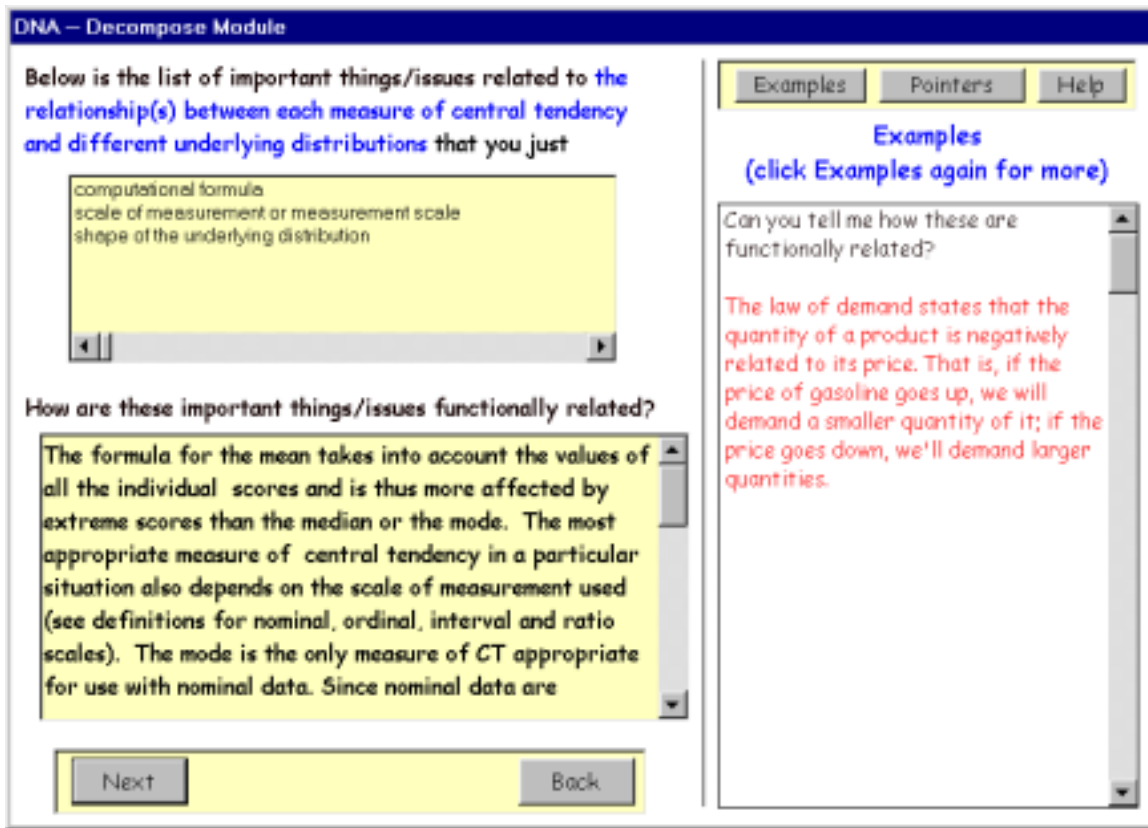 DNA – Decompose Module
Below is the list of important things/issues related to the
relationship(s) between each measure of central tendency
and different underlying distributions that you just
computational formula
scale of measurement or measurement scale
shape of the underlying distribution
How are these important things/issues functionally related?
The formula for the mean takes into account the values of
all the individual scores and is thus more affected by
extreme scores than the median or the mode. The most
appropriate measure of central tendency in a particular
situation also depends on the scale of measurement used
(see definitions for nominal, ordinal, interval and ratio
scales). The mode is the only measure of CT appropriate
for use with nominal data. Since nominal data are
Next
Back
Examples
Pointers
Help
Examples
(click Examples again for more)
Can you tell me how these are
functionally related?
The law of demand states that the
quantity of a product is negatively
related to its price. That is, if the
price of gasoline goes up, we will
demand a smaller quantity of it; if the
price goes down, we'll demand larger
quantities.